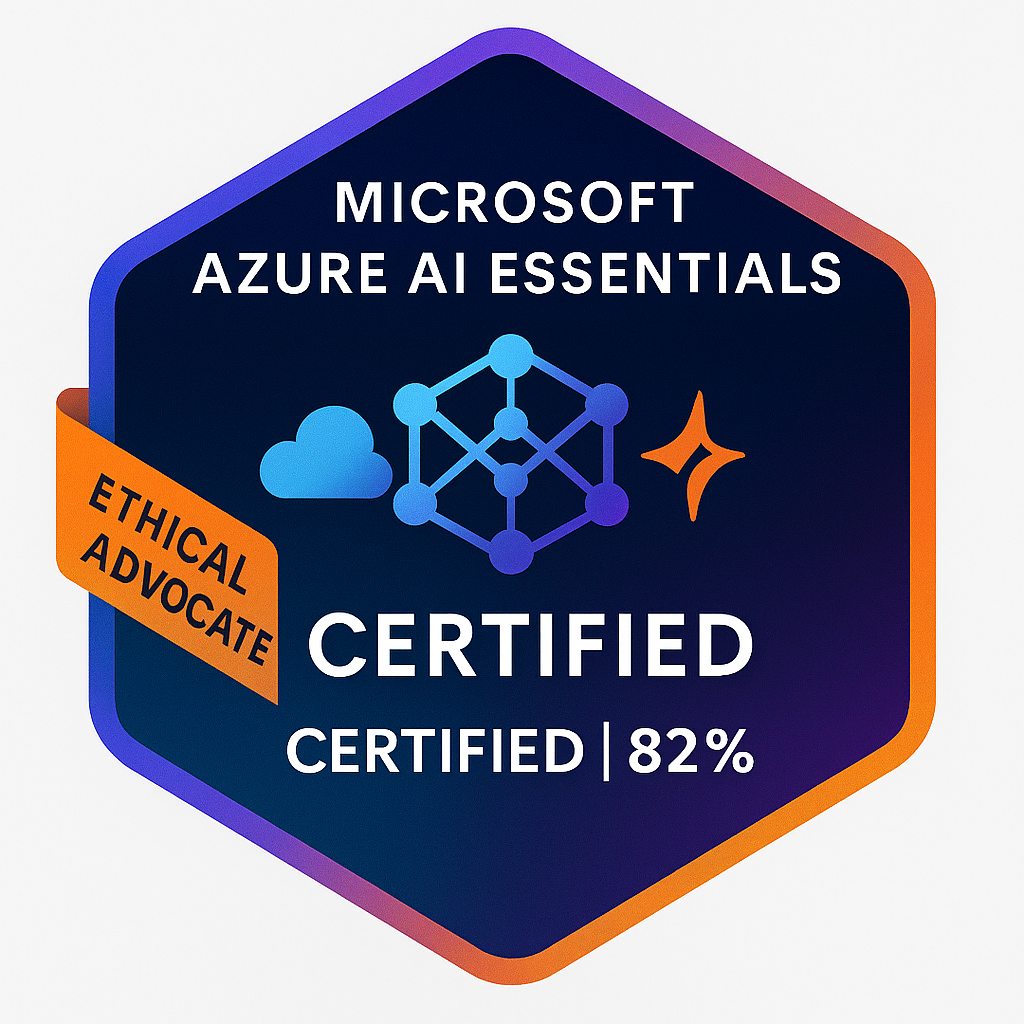 MICROSOFT
AZURE AI ESSENTIALS
ETHICAL
ADVOCATE
CERTIFIED
CERTIFIED | 82%